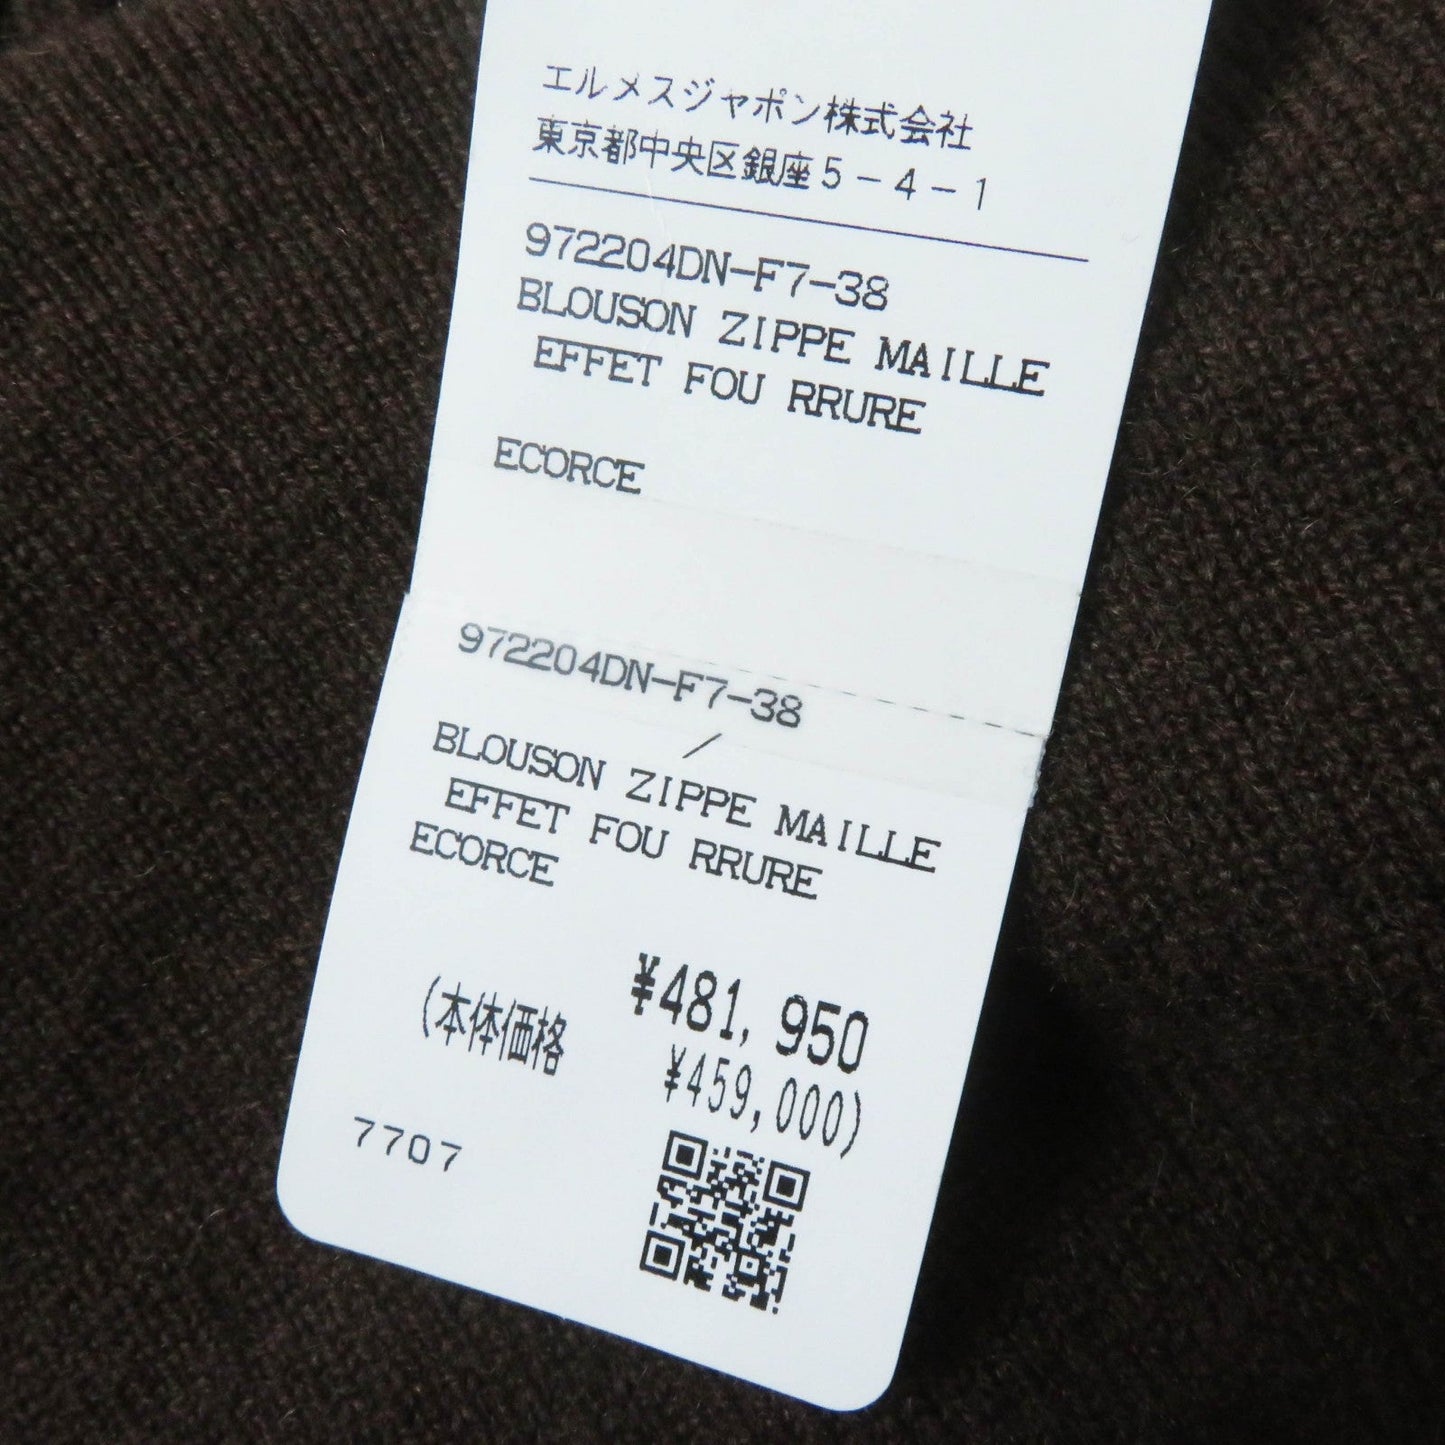 エルメスジャポン株式会社
東京都中央区銀座5-4-1
972204DN-F7-38
BLOUSON ZIPPE MAILLE
EFFET FOU RRURE
ECORCE
972204DN-F7-38
/
BLOUSON ZIPPE MAILLE
EFFET FOU RRURE
ECORCE
¥481,950
(本体価格 ¥459,000)
7707